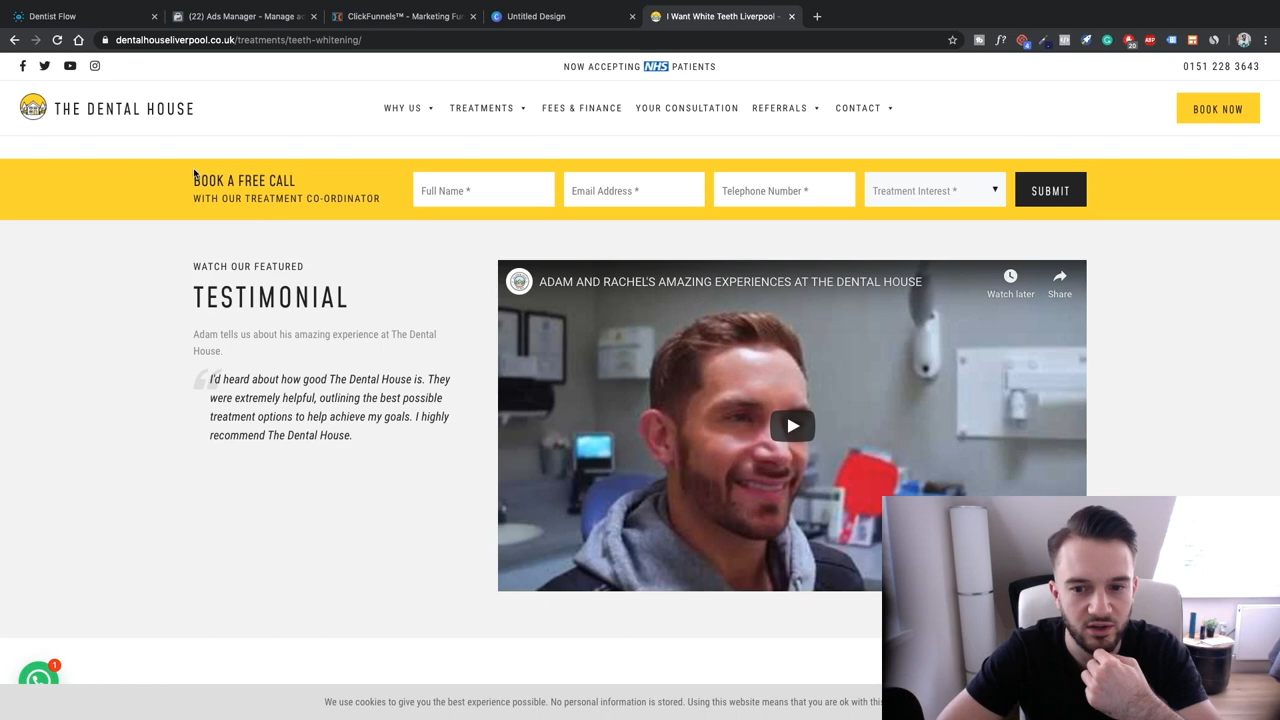 Dentist Flow
(22) Ads Manager - Manage ad
ClickFunnels™ - Marketing Fu
Untitled Design
I Want White Teeth Liverpool -
dentalhouseliverpool.co.uk/treatments/teeth-whitening/
4
20
ABP
NOW ACCEPTING NHS PATIENTS
0151 228 3643
THE DENTAL HOUSE
WHY US
TREATMENTS
FEES & FINANCE
YOUR CONSULTATION
REFERRALS
CONTACT
BOOK NOW
BOOK A FREE CALL
WITH OUR TREATMENT CO-ORDINATOR
Full Name *
Email Address *
Telephone Number *
Treatment Interest *
SUBMIT
WATCH OUR FEATURED
TESTIMONIAL
Adam tells us about his amazing experience at The Dental
House.
I'd heard about how good The Dental House is. They
were extremely helpful, outlining the best possible
treatment options to help achieve my goals. I highly
recommend The Dental House.
ADAM AND RACHEL'S AMAZING EXPERIENCES AT THE DENTAL HOUSE
Watch later
Share
1
We use cookies to give you the best experience possible. No personal information is stored. Using this website means that you are ok with this